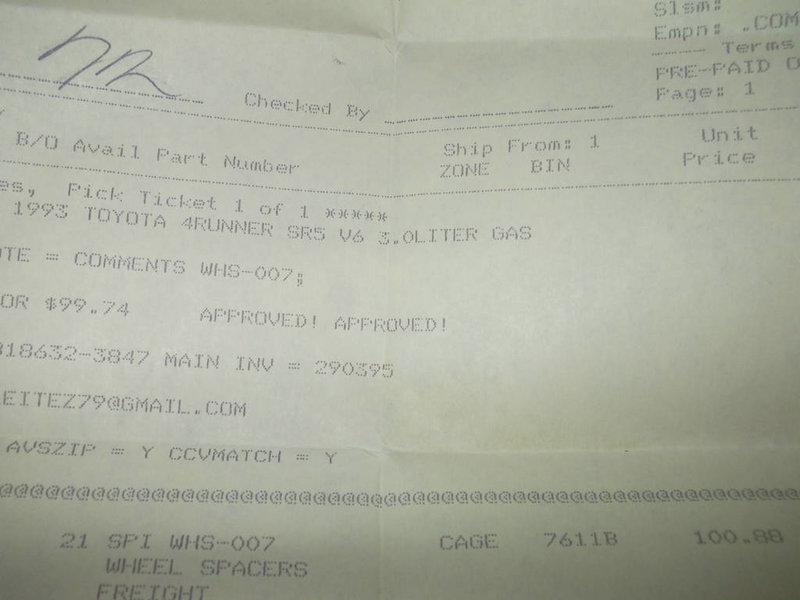 Slsm:
Empn: .COM
Terms
PRE-PAID
Checked By
Page: 1
B/O Avail Part Number
Ship From: 1
Unit
ZONE BIN
Price
es, Pick Ticket 1 of 1 *****
1993 TOYOTA 4RUNNER SR5 V6 3.0LITER GAS
OTE = COMMENTS WHS-007;
OR $99.74 APPROVED! APPROVED!
818632-3847 MAIN INV = 290395
EITEZ79@GMAIL.COM
AVSZIP = Y CCVMATCH = Y
@@@@@@@@@@@@@@@@@@@@@@@@@@@@@@@@@@@@@@@@@@@@@@@@@@@@@@@@@@
21 SPI WHS-007 CAGE 7611B 100.88
WHEEL SPACERS
FREIGHT